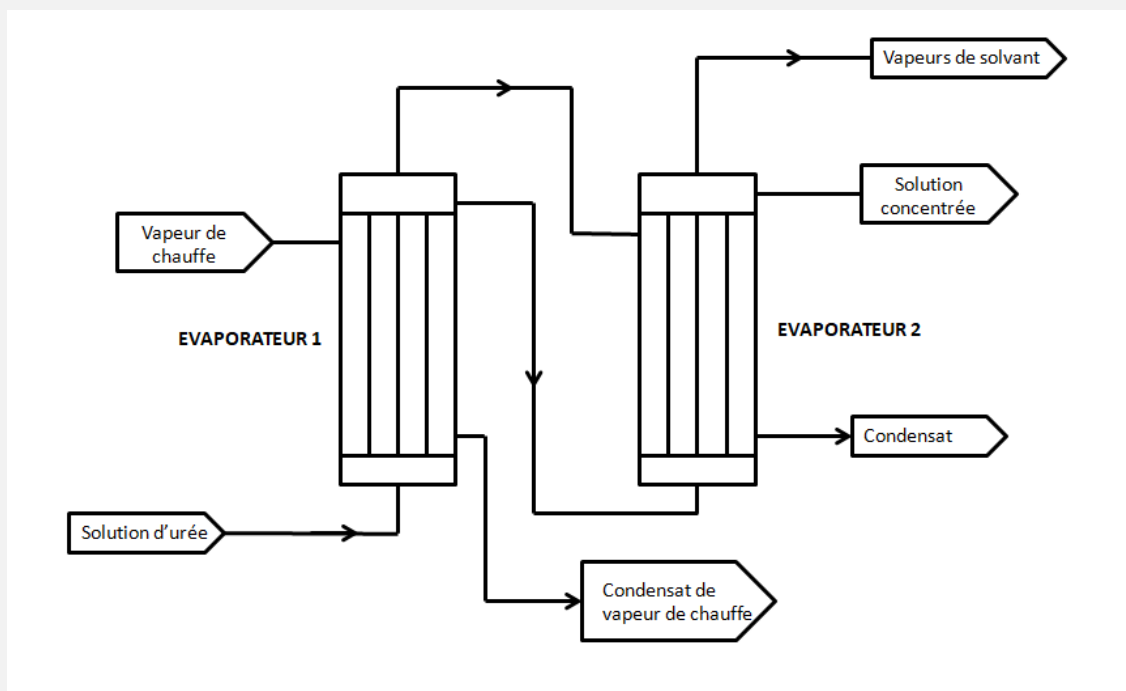 Vapeurs de solvant
Solution
concentrée
Vapeur de
chauffe
EVAPORATEUR 1
EVAPORATEUR 2
Condensat
Solution d'urée
Condensat de
vapeur de chauffe